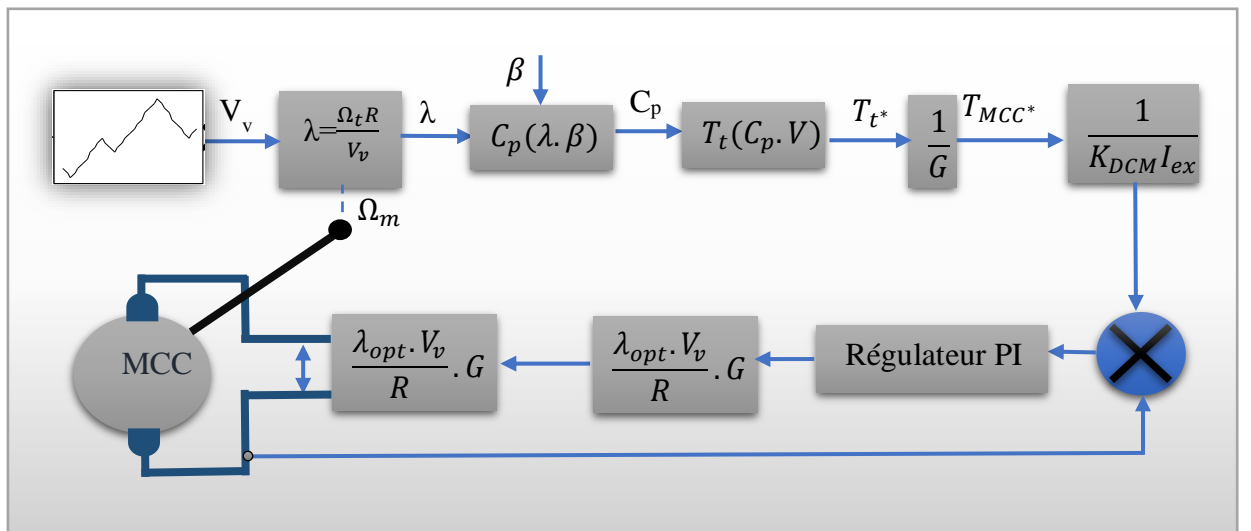 V_v
λ=Ω_t R / V_v
λ
β
C_p(λ.β)
C_p
T_t(C_p.V)
T_t*
1/G
T_MCC*
1/(K_DCM I_ex)
Ω_m
MCC
(λ_opt.V_v / R).G
(λ_opt.V_v / R).G
Régulateur PI